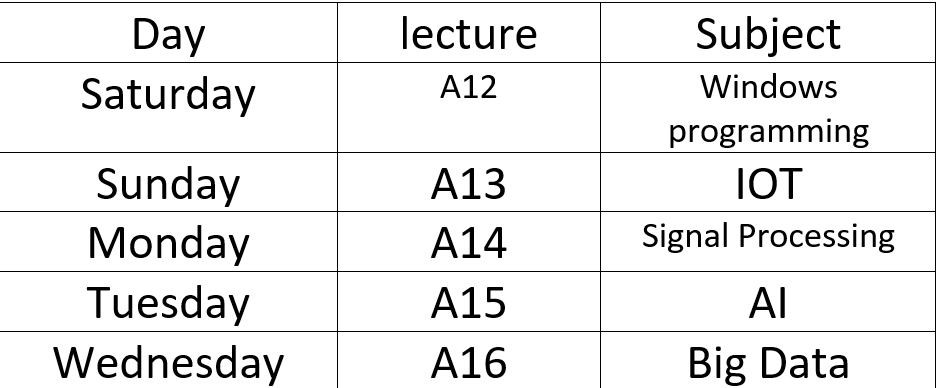 Day lecture Subject
Saturday A12 Windows
programming
Sunday A13 IOT
Monday A14 Signal Processing
Tuesday A15 AI
Wednesday A16 Big Data